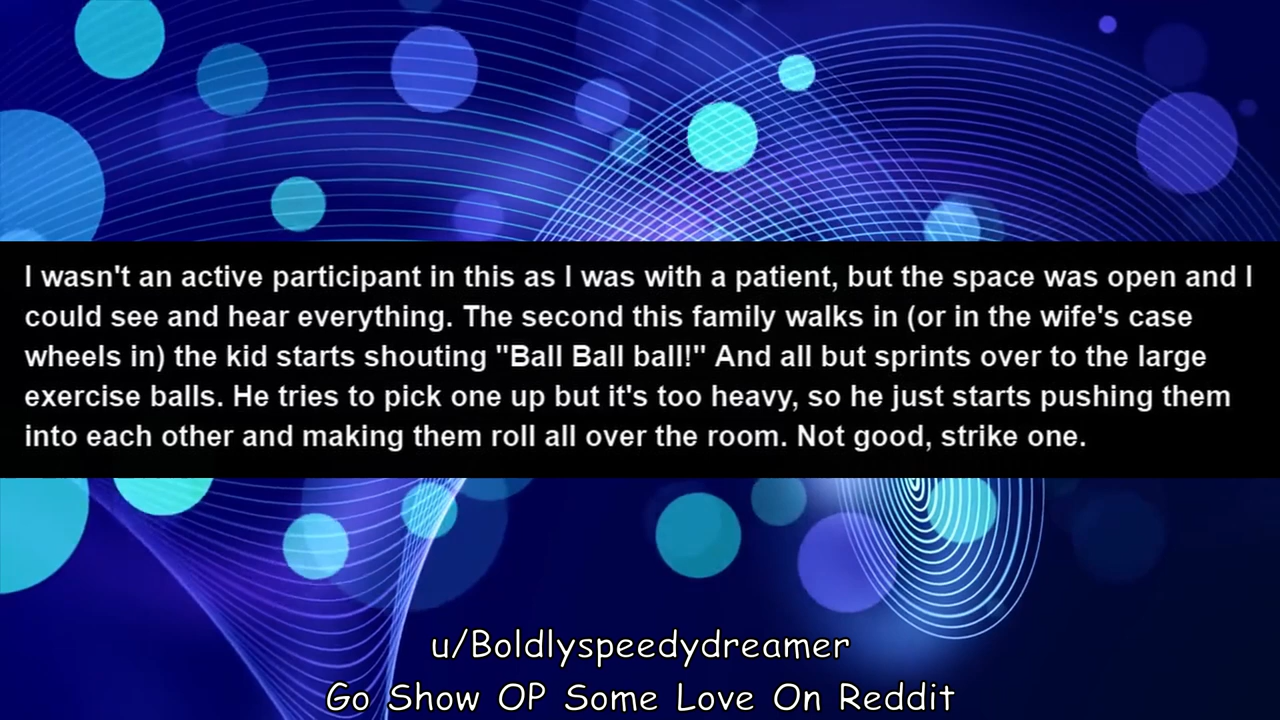 I wasn't an active participant in this as I was with a patient, but the space was open and I
could see and hear everything. The second this family walks in (or in the wife's case
wheels in) the kid starts shouting "Ball Ball ball!" And all but sprints over to the large
exercise balls. He tries to pick one up but it's too heavy, so he just starts pushing them
into each other and making them roll all over the room. Not good, strike one.
u/Boldlyspeedydreamer
Go Show OP Some Love On Reddit